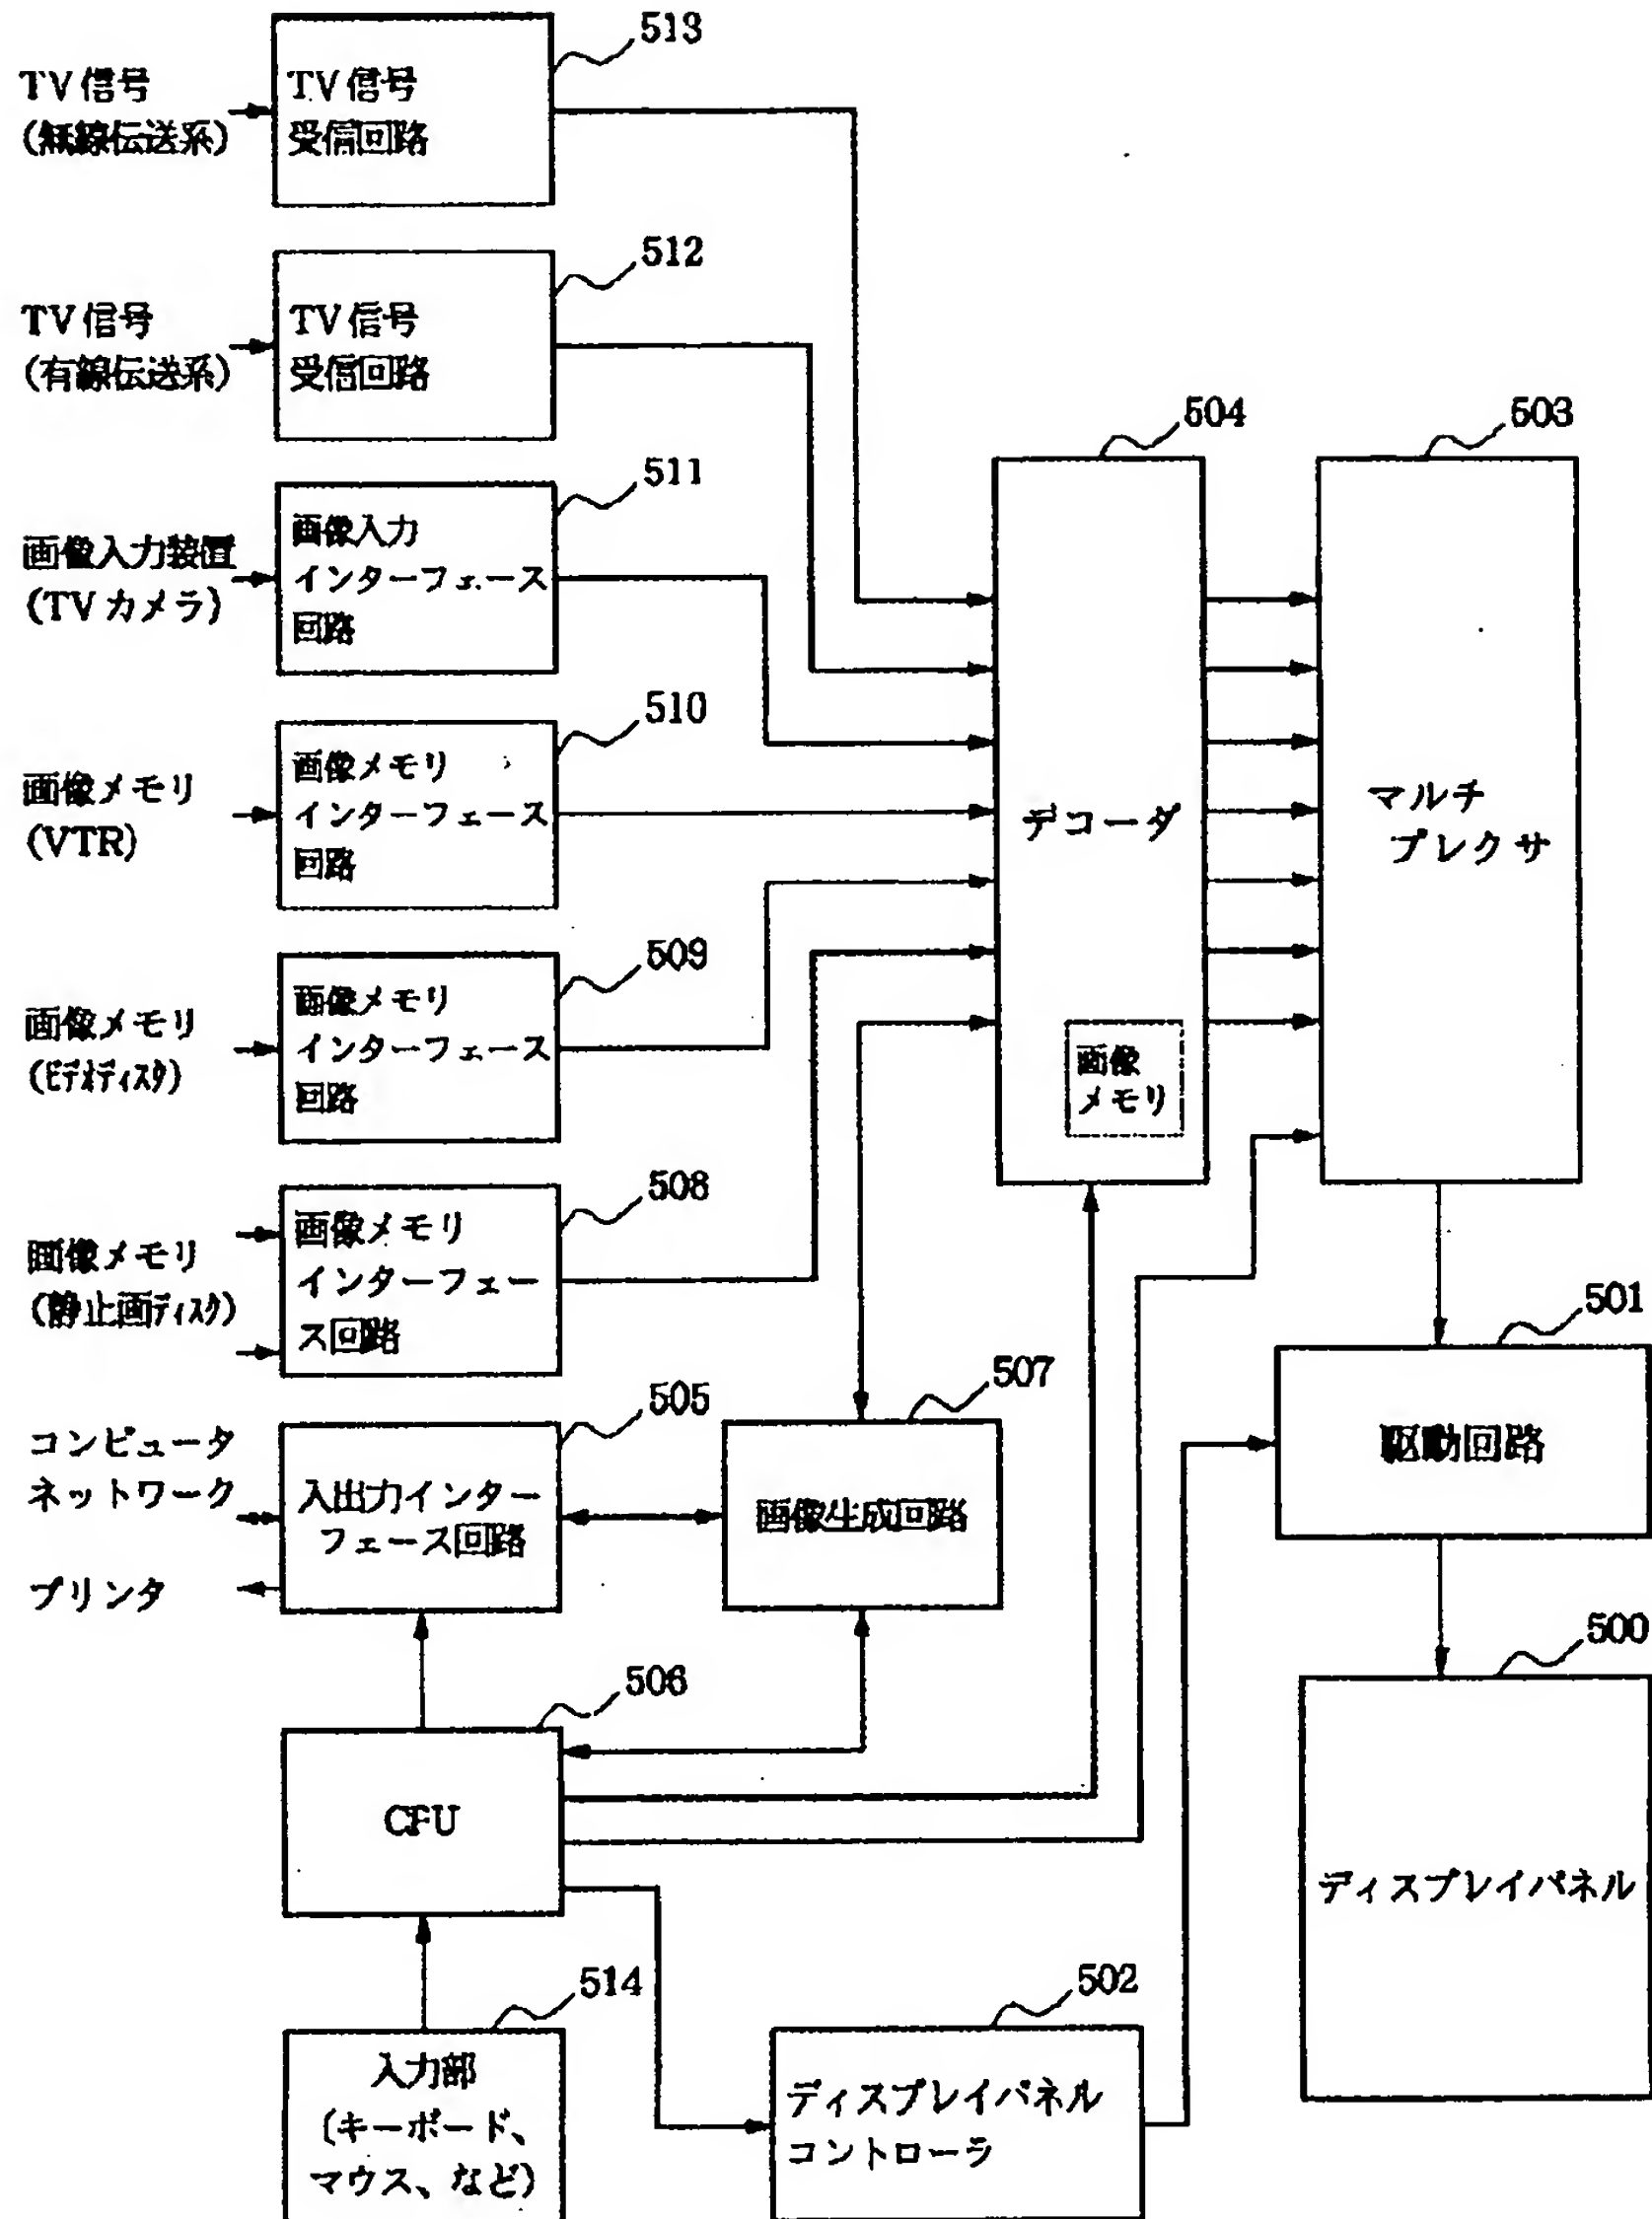 513
TV信号
(無線伝送系)
TV信号
受信回路
512
TV信号
(有線伝送系)
TV信号
受信回路
511
画像入力装置
(TVカメラ)
画像入力
インターフェース
回路
510
画像メモリ
(VTR)
画像メモリ
インターフェース
回路
509
画像メモリ
(ビデオディスク)
画像メモリ
インターフェース
回路
508
画像メモリ
(静止画ディスク)
画像メモリ
インターフェー
ス回路
505
コンピュータ
ネットワーク
プリンタ
入出力インター
フェース回路
507
画像生成回路
504
デコーダ
画像
メモリ
503
マルチ
プレクサ
501
駆動回路
500
ディスプレイパネル
506
CPU
514
入力部
(キーボード、
マウス、など)
502
ディスプレイパネル
コントローラ